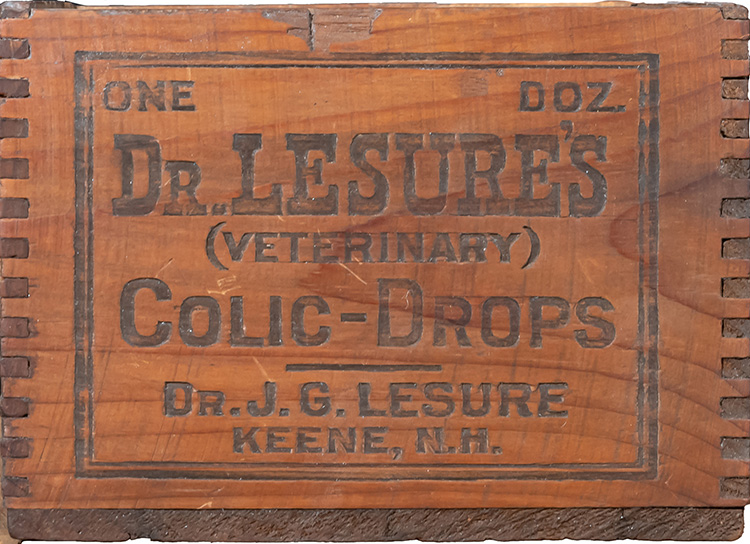 ONE DOZ.
DR. LESURE'S
(VETERINARY)
COLIC-DROPS
DR. J. G. LESURE
KEENE, N.H.